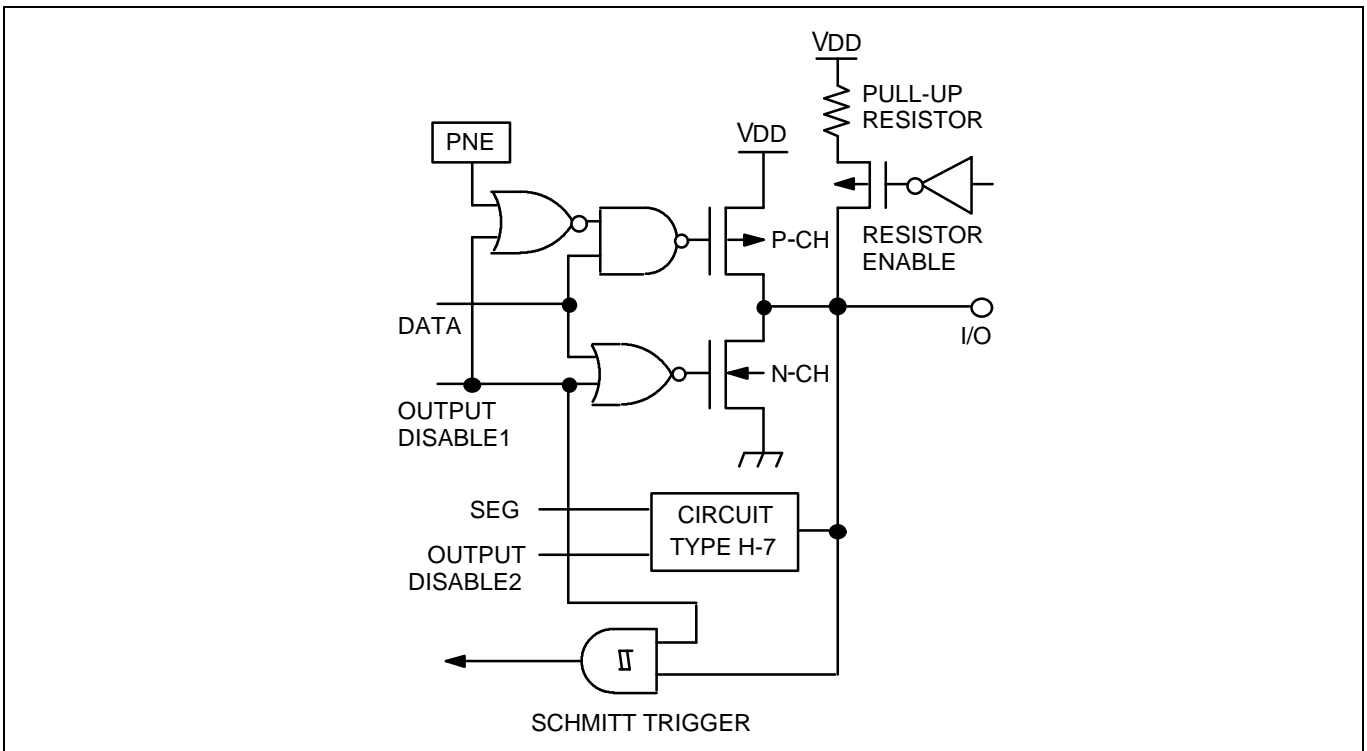 VDD
PULL-UP
RESISTOR
VDD
PNE
P-CH
RESISTOR
ENABLE
DATA
I/O
N-CH
OUTPUT
DISABLE1
SEG
CIRCUIT
TYPE H-7
OUTPUT
DISABLE2
SCHMITT TRIGGER